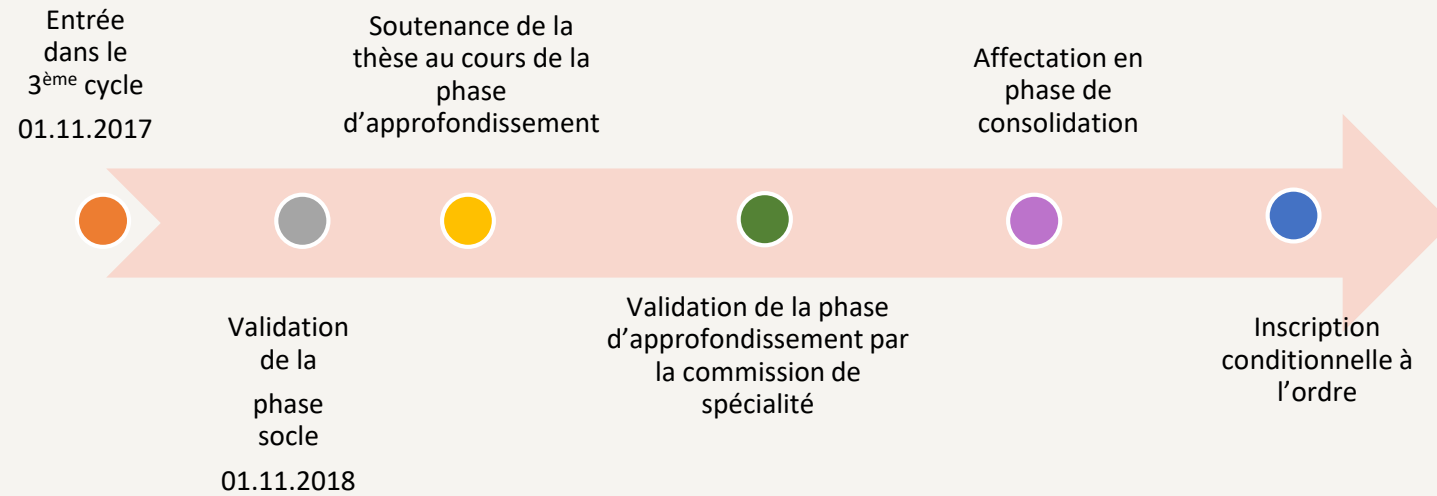 Entrée
dans le
3ème cycle
01.11.2017
Validation
de la
phase
socle
01.11.2018
Soutenance de la
thèse au cours de la
phase
d'approfondissement
Validation de la phase
d'approfondissement par
la commission de
spécialité
Affectation en
phase de
consolidation
Inscription
conditionnelle à
l'ordre